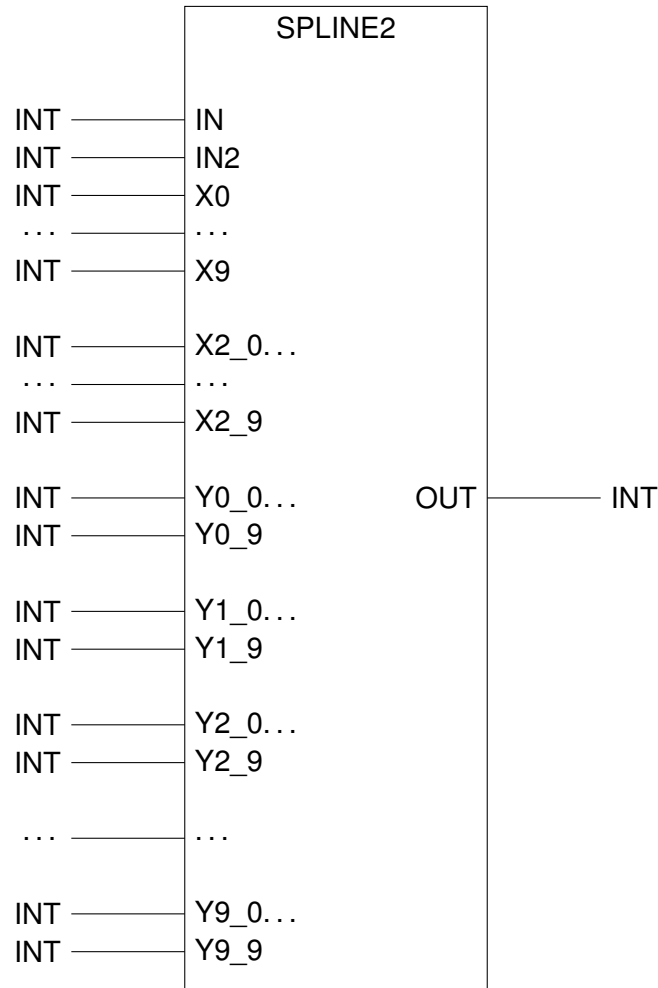 SPLINE2
INT IN
INT IN2
INT X0
... ...
INT X9
INT X2_0...
... ...
INT X2_9
INT Y0_0... OUT INT
INT Y0_9
INT Y1_0...
INT Y1_9
INT Y2_0...
INT Y2_9
... ...
INT Y9_0...
INT Y9_9